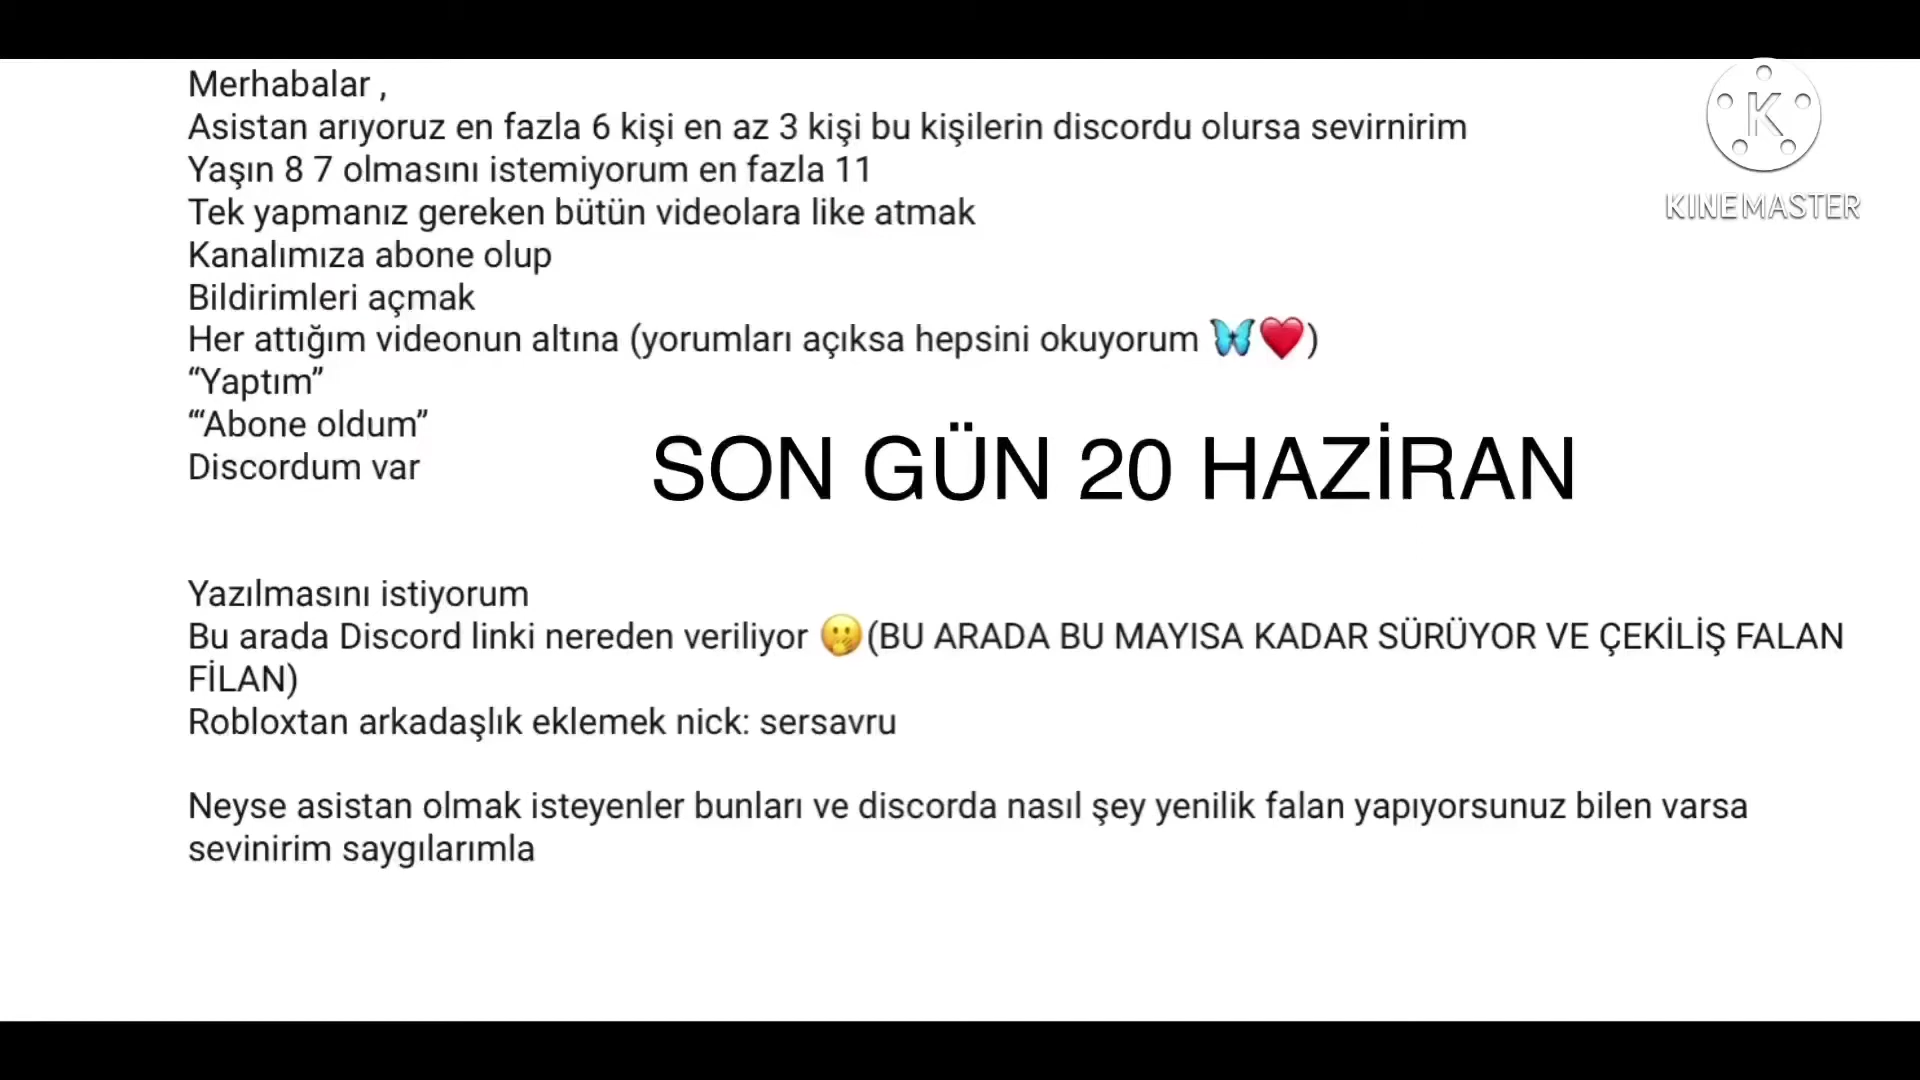 Merhabalar ,
Asistan arıyoruz en fazla 6 kişi en az 3 kişi bu kişilerin discordu olursa sevirnirim
Yaşın 8 7 olmasını istemiyorum en fazla 11
Tek yapmanız gereken bütün videolara like atmak
Kanalımıza abone olup
Bildirimleri açmak
Her attığım videonun altına (yorumları açıksa hepsini okuyorum 🦋❤️)
“Yaptım”
“‘Abone oldum”
Discordum var
SON GÜN 20 HAZİRAN
Yazılmasını istiyorum
Bu arada Discord linki nereden veriliyor 🤭(BU ARADA BU MAYISA KADAR SÜRÜYOR VE ÇEKİLİŞ FALAN
FİLAN)
Robloxtan arkadaşlık eklemek nick: sersavru
Neyse asistan olmak isteyenler bunları ve discorda nasıl şey yenilik falan yapıyorsunuz bilen varsa
sevinirim saygılarımla
K
KINEMASTER